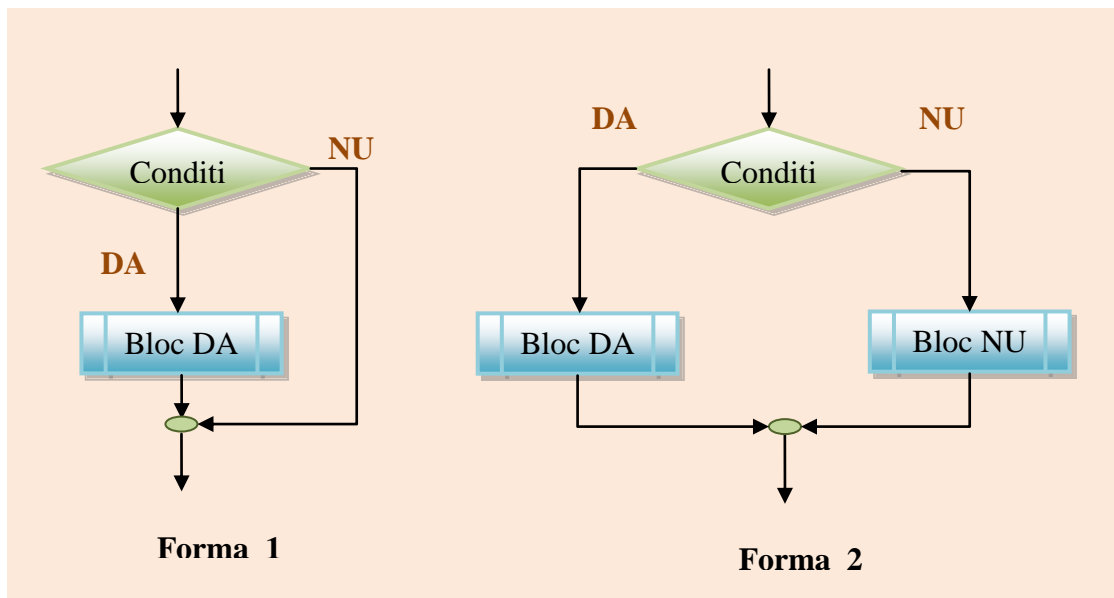 NU
Conditi
DA
Bloc DA
Forma 1
DA
NU
Conditi
Bloc DA
Bloc NU
Forma 2